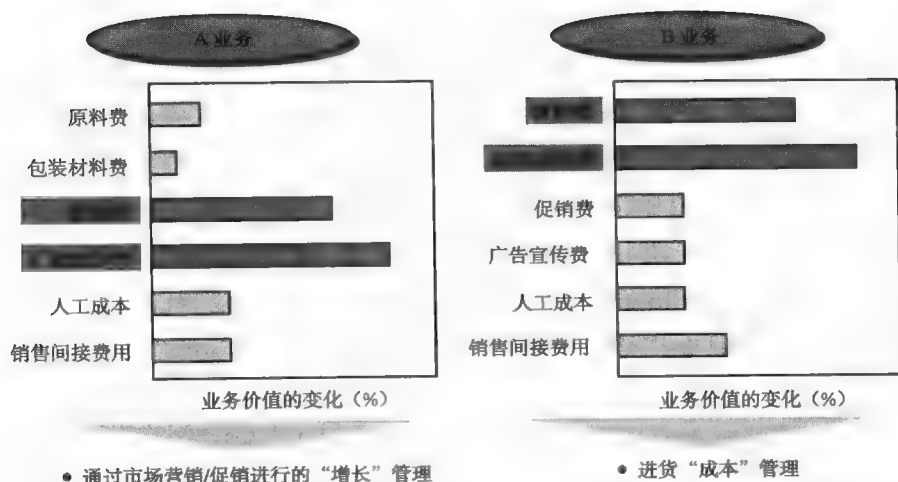 A 业务
原料费
包装材料费
人工成本
销售间接费用
业务价值的变化（%）
• 通过市场营销/促销进行的“增长”管理
B 业务
促销费
广告宣传费
人工成本
销售间接费用
业务价值的变化（%）
• 进货“成本”管理